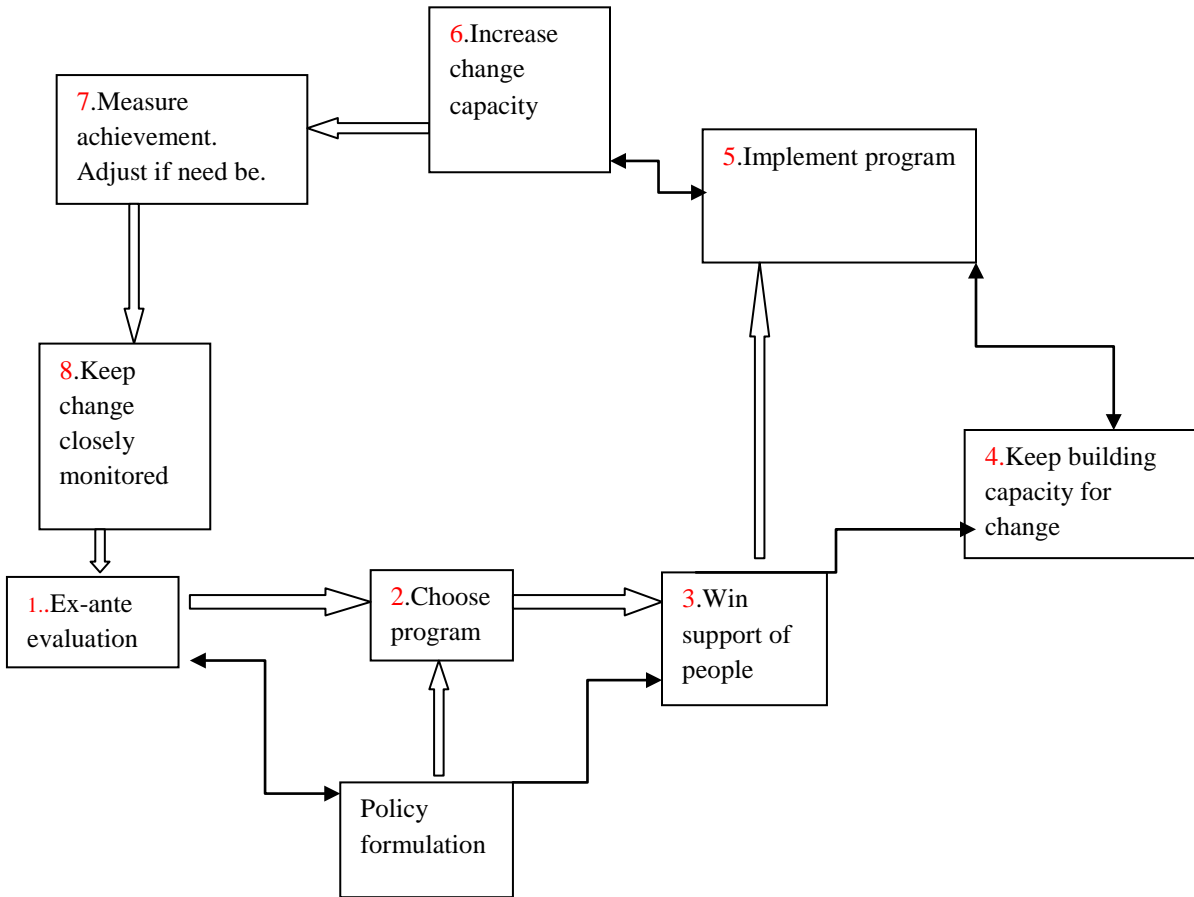 6.Increase
change
capacity
7.Measure
achievement.
Adjust if need be.
5.Implement program
8.Keep
change
closely
monitored
4.Keep building
capacity for
change
1..Ex-ante
evaluation
2.Choose
program
3.Win
support of
people
Policy
formulation